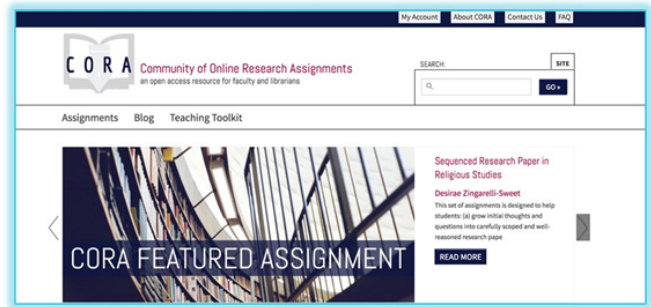 My Account About CORA Contact Us FAQ
CORA
Community of Online Research Assignments
an open access resource for faculty and librarians
SEARCH:
SITE
GO
Assignments Blog Teaching Toolkit
CORA FEATURED ASSIGNMENT
Sequenced Research Paper in
Religious Studies
Desirae Zingarelli-Sweet
This set of assignments is designed to help
students: (a) grow initial thoughts and
questions into carefully scoped and well-
reasoned research pape
READ MORE